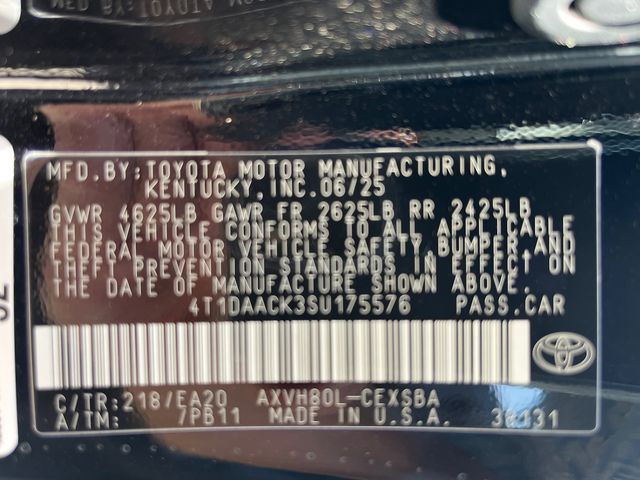 MFD.BY:TOYOTA MOTOR MANUFACTURING,
KENTUCKY,INC.06/25
GVWR 4625LB GAWR FR 2625LB RR 2425LB
THIS VEHICLE CONFORMS TO ALL APPLICABLE
FEDERAL MOTOR VEHICLE SAFETY,BUMPER,AND
THEFT PREVENTION STANDARDS IN EFFECT ON
THE DATE OF MANUFACTURE SHOWN ABOVE.
4T1DAACK3SU175576 PASS.CAR
C/TR:218/EA20 AXVH80L-CEXSBA
A/TM: 7PB11 MADE IN U.S.A.